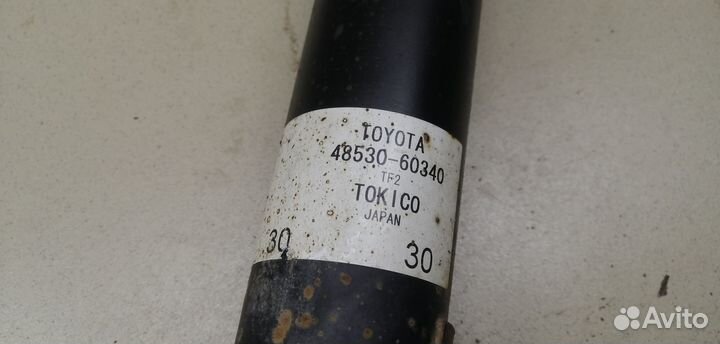 TOYOTA
48530-60340
TF2
TOKICO
JAPAN
30 30
Avito